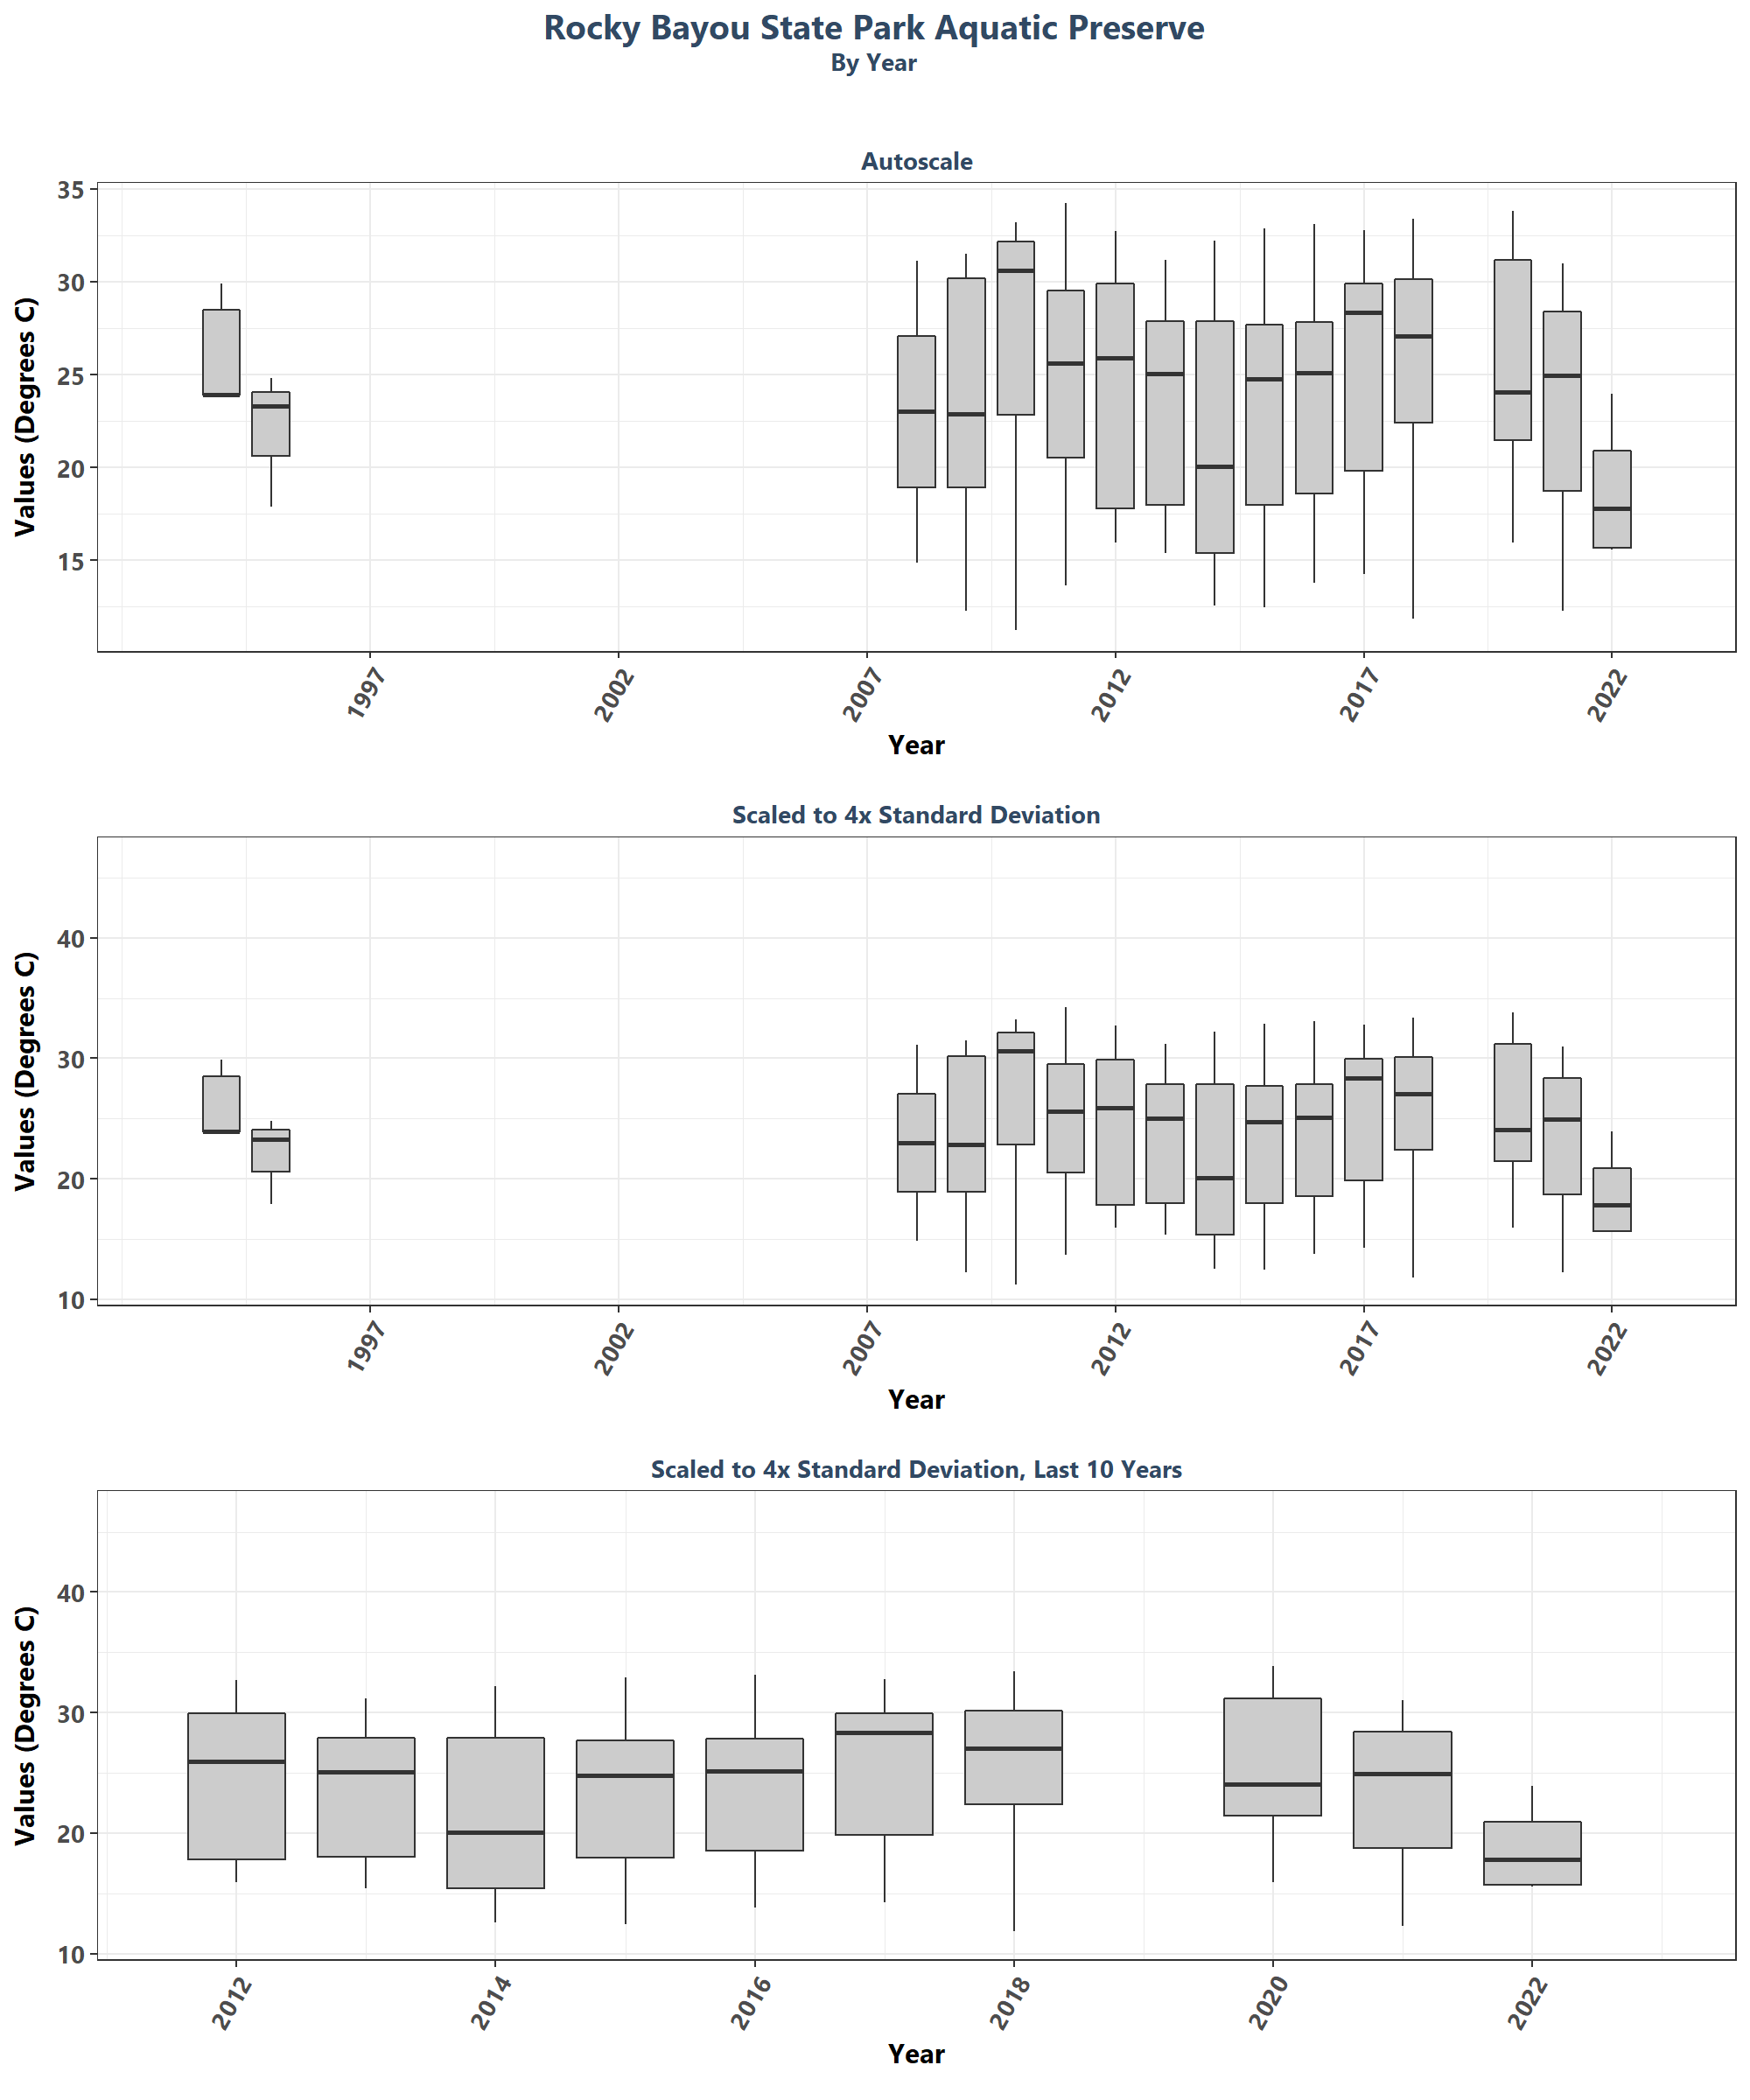 Rocky Bayou State Park Aquatic Preserve
By Year
Autoscale
Values (Degrees C)
35
30
25
20
15
1997
2002
2007
2012
2017
2022
Year
Scaled to 4x Standard Deviation
Values (Degrees C)
40
30
20
10
1997
2002
2007
2012
2017
2022
Year
Scaled to 4x Standard Deviation, Last 10 Years
Values (Degrees C)
40
30
20
10
2012
2014
2016
2018
2020
2022
Year